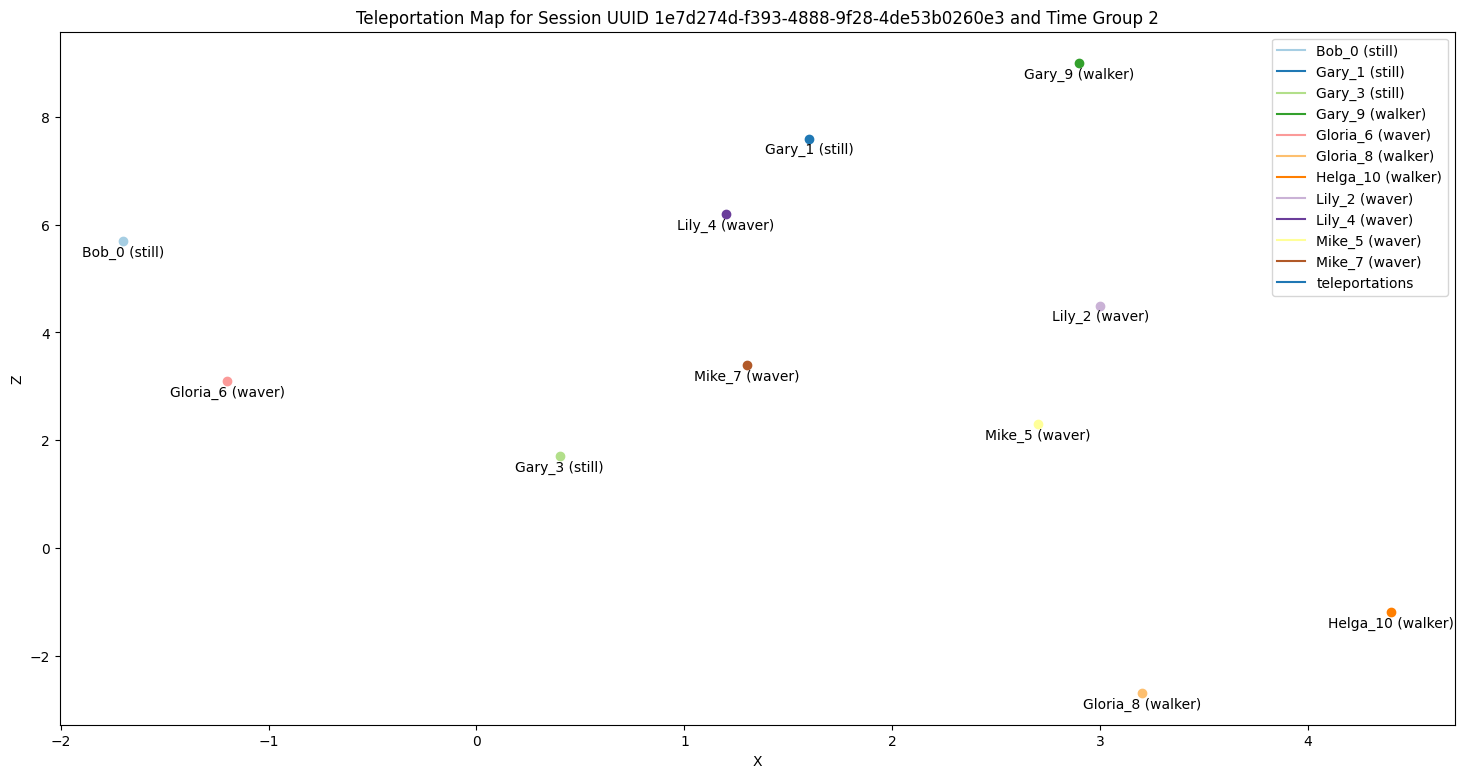 Teleportation Map for Session UUID 1e7d274d-f393-4888-9f28-4de53b0260e3 and Time Group 2
Bob_0 (still)
Gary_1 (still)
Gary_3 (still)
Gary_9 (walker)
Gloria_6 (waver)
Gloria_8 (walker)
Helga_10 (walker)
Lily_2 (waver)
Lily_4 (waver)
Mike_5 (waver)
Mike_7 (waver)
teleportations
Gary_9 (walker)
Gary_1 (still)
Lily_4 (waver)
Bob_0 (still)
Lily_2 (waver)
Mike_7 (waver)
Gloria_6 (waver)
Mike_5 (waver)
Gary_3 (still)
Helga_10 (walker)
Gloria_8 (walker)
Z
8
6
4
2
0
−2
−2
−1
0
1
2
3
4
X